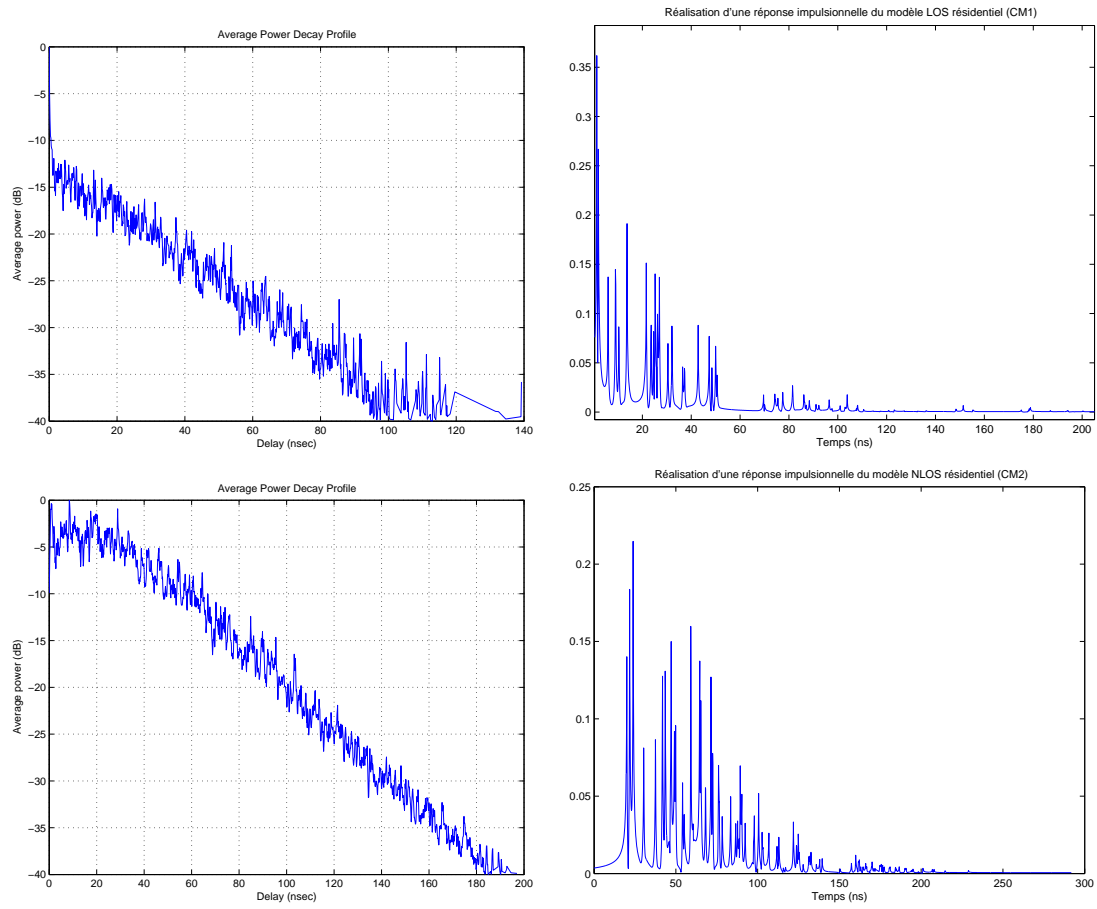 Average Power Decay Profile
0
−5
−10
−15
−20
−25
−30
−35
−40
Average power (dB)
0 20 40 60 80 100 120 140
Delay (nsec)
Réalisation d'une réponse impulsionnelle du modèle LOS résidentiel (CM1)
0.35
0.3
0.25
0.2
0.15
0.1
0.05
0
20 40 60 80 100 120 140 160 180 200
Temps (ns)
Average Power Decay Profile
0
−5
−10
−15
−20
−25
−30
−35
−40
Average power (dB)
0 20 40 60 80 100 120 140 160 180 200
Delay (nsec)
Réalisation d'une réponse impulsionnelle du modèle NLOS résidentiel (CM2)
0.25
0.2
0.15
0.1
0.05
0
0 50 100 150 200 250 300
Temps (ns)